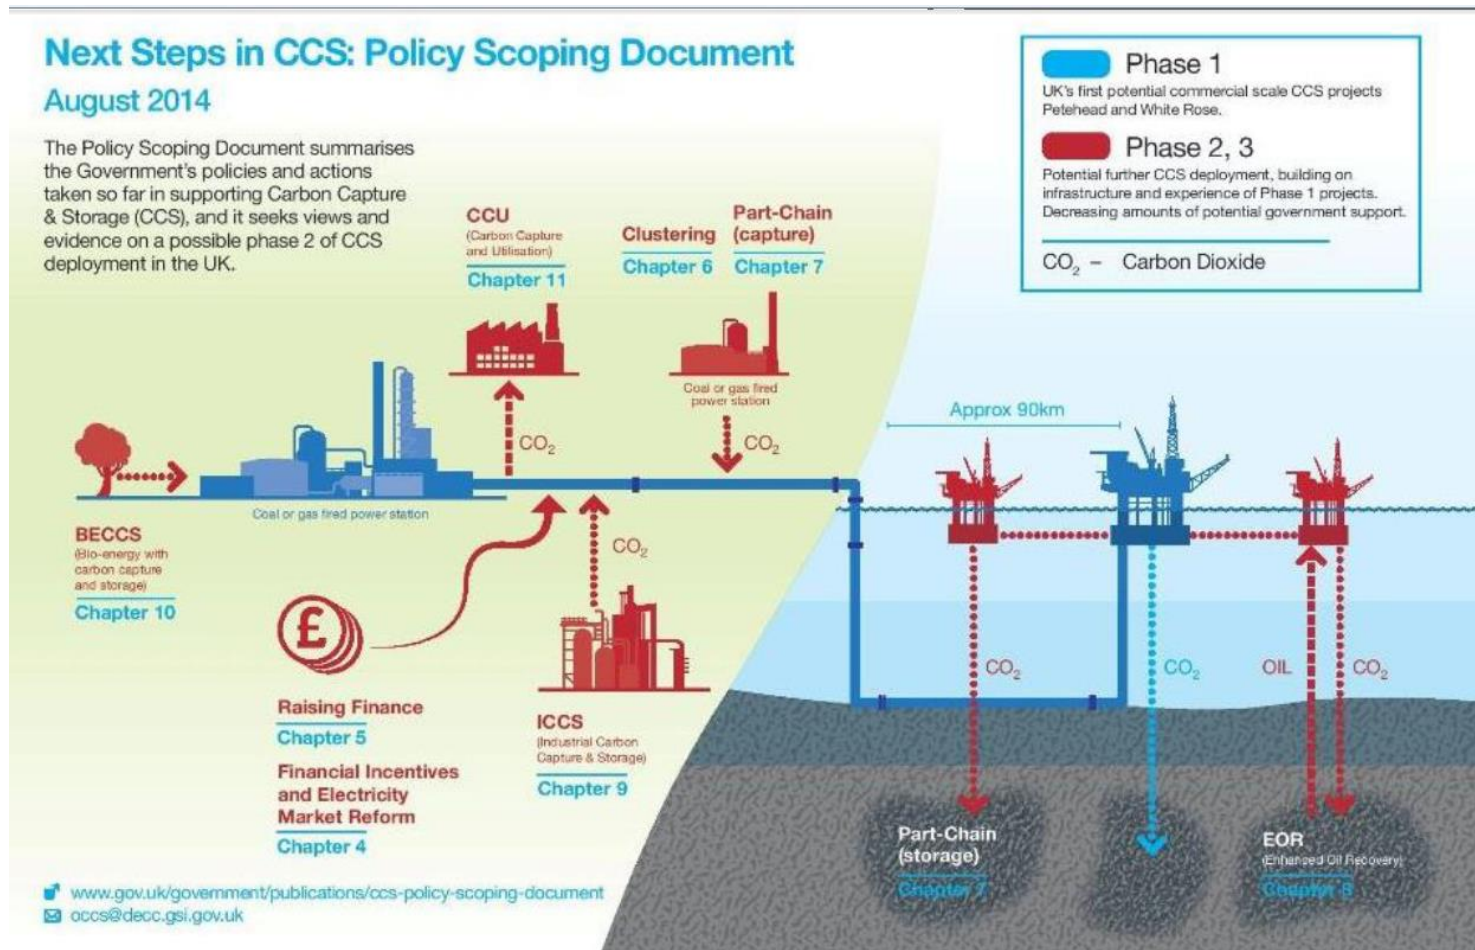 Next Steps in CCS: Policy Scoping Document
August 2014
The Policy Scoping Document summarises
the Government's policies and actions
taken so far in supporting Carbon Capture
& Storage (CCS), and it seeks views and
evidence on a possible phase 2 of CCS
deployment in the UK.
Phase 1
UK's first potential commercial scale CCS projects
Petehead and White Rose.
Phase 2, 3
Potential further CCS deployment, building on
infrastructure and experience of Phase 1 projects.
Decreasing amounts of potential government support.
CO₂ – Carbon Dioxide
CCU
(Carbon Capture
and Utilisation)
Chapter 11
Clustering
Chapter 6
Part-Chain
(capture)
Chapter 7
Coal or gas fired
power station
CO₂
CO₂
Approx 90km
Coal or gas fired power station
BECCS
(Bio-energy with
carbon capture
and storage)
Chapter 10
CO₂
£
Raising Finance
Chapter 5
Financial Incentives
and Electricity
Market Reform
Chapter 4
ICCS
(Industrial Carbon
Capture & Storage)
Chapter 9
CO₂
CO₂
OIL
CO₂
Part-Chain
(storage)
Chapter 7
EOR
(Enhanced Oil Recovery)
Chapter 8
www.gov.uk/government/publications/ccs-policy-scoping-document
occs@decc.gsi.gov.uk